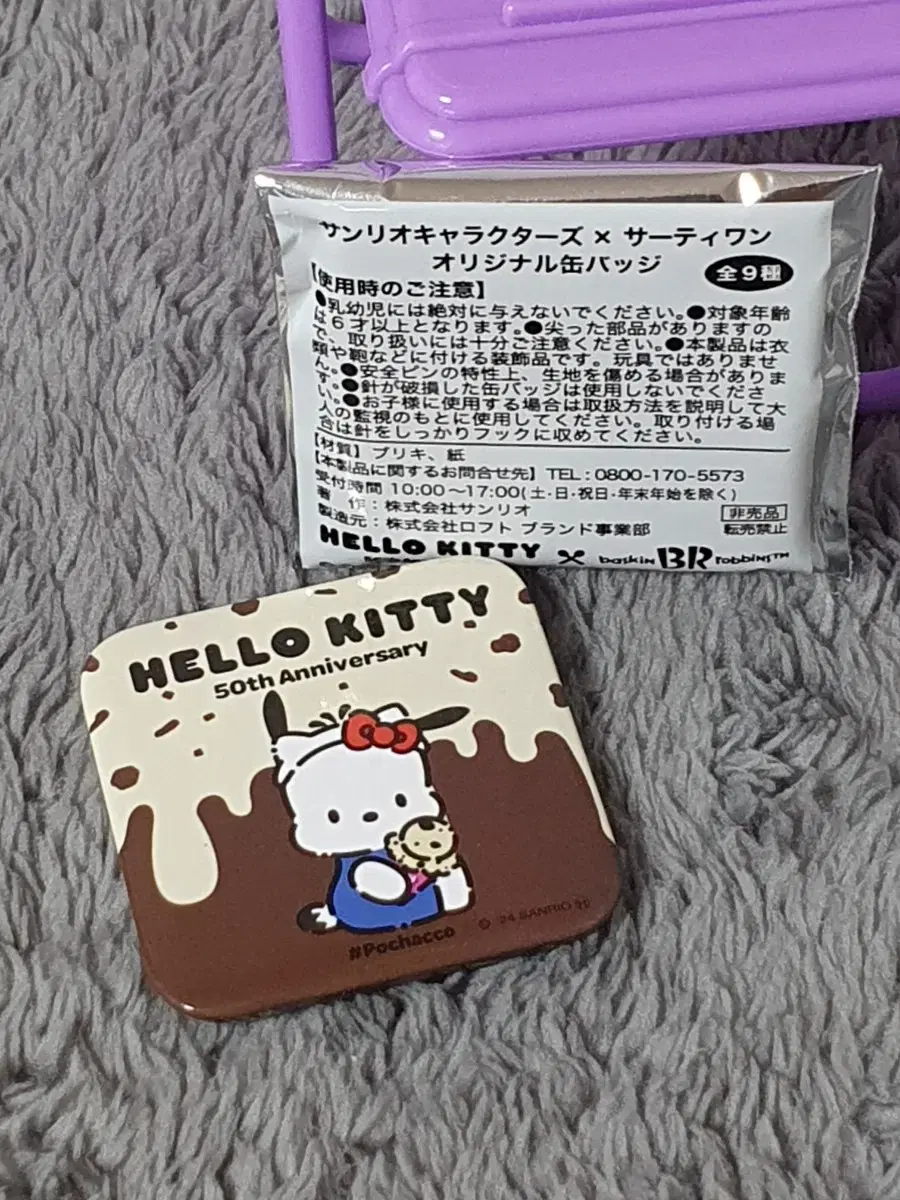 サンリオキャラクターズ × サーティワン
オリジナル缶バッジ 全9種
【使用時のご注意】
●乳幼児には絶対に与えないでください。●対象年齢
は6才以上となります。●尖った部品がありますの
で、取り扱いには十分ご注意ください。●本製品は衣
類や鞄などに付ける装飾品です。玩具ではありませ
ん。●安全ピンの特性上、生地を傷める場合がありま
す。●針が破損した缶バッジは使用しないでくださ
い。●お子様に使用する場合は取扱方法を説明して大
人の監視のもとに使用してください。取り付ける場
合は針をしっかりフックに収めてください。
【材質】ブリキ、紙
【本製品に関するお問合せ先】TEL:0800-170-5573
受付時間 10:00〜17:00(土・日・祝日・年末年始を除く)
著 作:株式会社サンリオ 非売品
製造元:株式会社ロフト ブランド事業部 転売禁止
HELLO KITTY × baskin BR robbins™
HELLO KITTY
50th Anniversary
#Pochacco
© '24 SANRIO